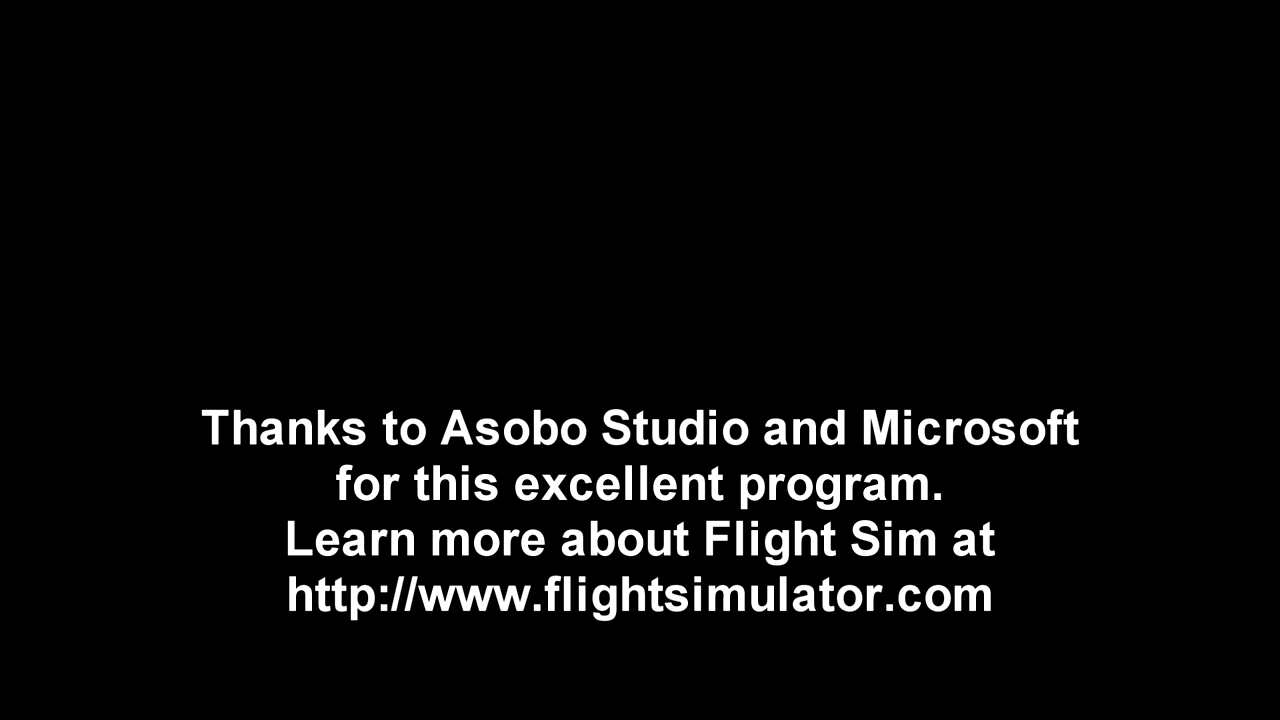 Thanks to Asobo Studio and Microsoft
for this excellent program.
Learn more about Flight Sim at
http://www.flightsimulator.com